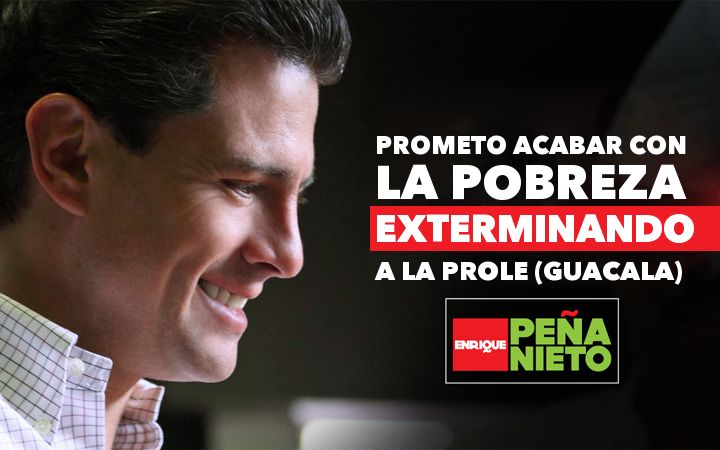 PROMETO ACABAR CON
LA POBREZA
EXTERMINANDO
A LA PROLE (GUACALA)
ENRIQUE PEÑA
NIETO